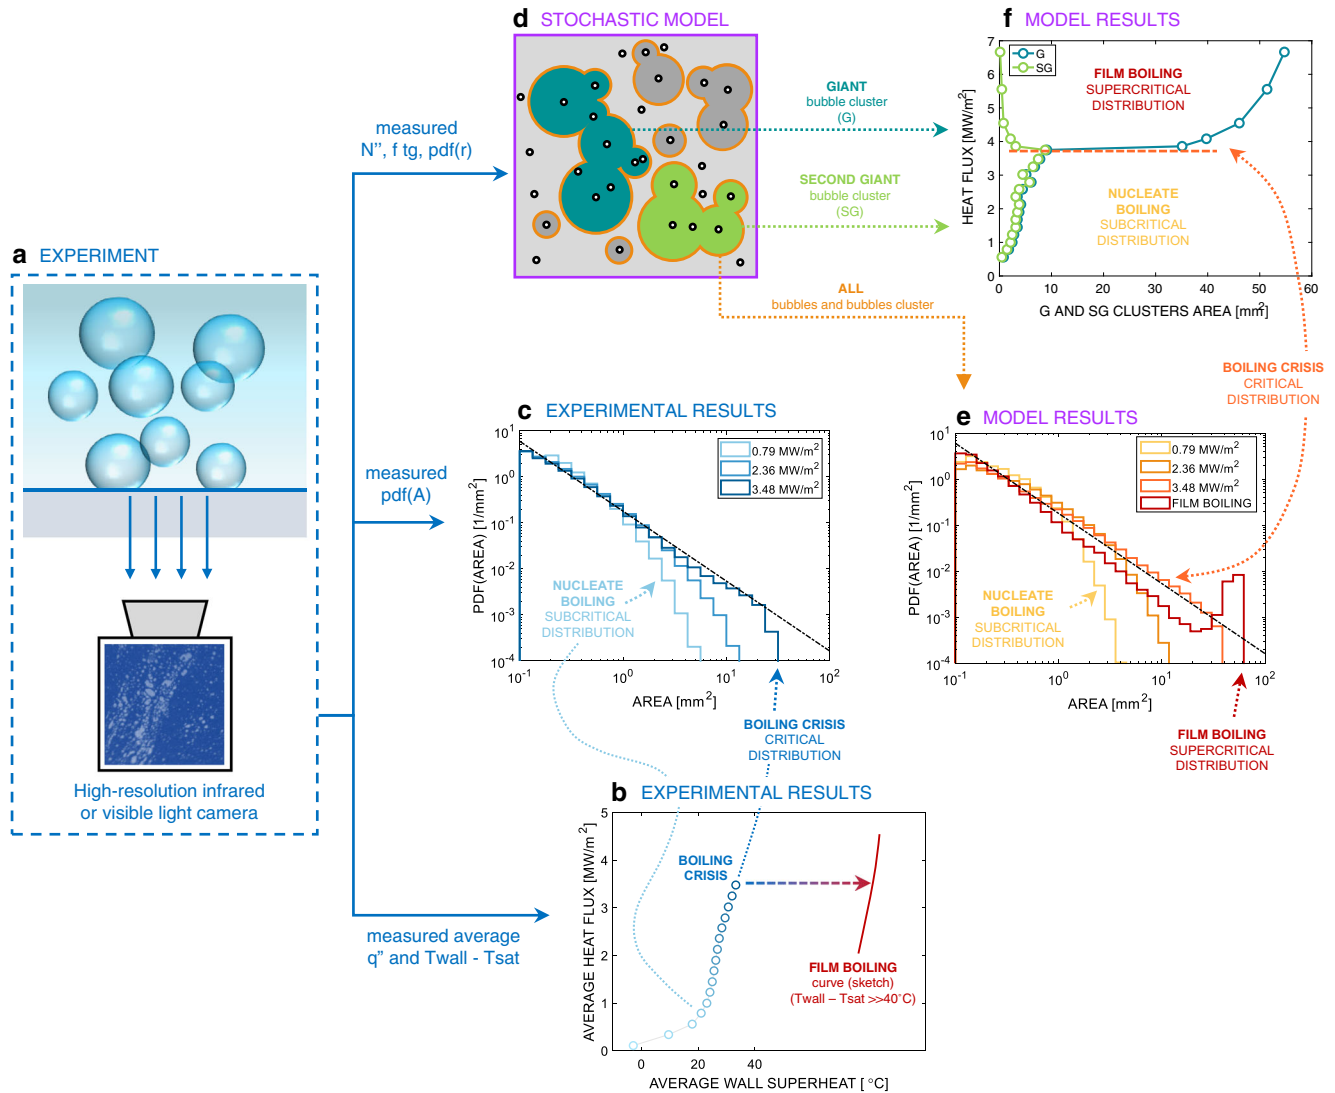 a EXPERIMENT
High-resolution infrared
or visible light camera
measured
N’’, f tg, pdf(r)
measured
pdf(A)
measured average
q” and Twall - Tsat
d STOCHASTIC MODEL
GIANT
bubble cluster
(G)
SECOND GIANT
bubble cluster
(SG)
ALL
bubbles and bubbles cluster
f MODEL RESULTS
7
6
5
4
3
2
1
0
HEAT FLUX [MW/m²]
G
SG
FILM BOILING
SUPERCRITICAL
DISTRIBUTION
NUCLEATE
BOILING
SUBCRITICAL
DISTRIBUTION
0 10 20 30 40 50 60
G AND SG CLUSTERS AREA [mm²]
BOILING CRISIS
CRITICAL
DISTRIBUTION
c EXPERIMENTAL RESULTS
10¹
10⁰
10⁻¹
10⁻²
10⁻³
10⁻⁴
PDF(AREA) [1/mm²]
0.79 MW/m²
2.36 MW/m²
3.48 MW/m²
NUCLEATE
BOILING
SUBCRITICAL
DISTRIBUTION
10⁻¹ 10⁰ 10¹ 10²
AREA [mm²]
BOILING CRISIS
CRITICAL
DISTRIBUTION
e MODEL RESULTS
10¹
10⁰
10⁻¹
10⁻²
10⁻³
10⁻⁴
PDF(AREA) [1/mm²]
0.79 MW/m²
2.36 MW/m²
3.48 MW/m²
FILM BOILING
NUCLEATE
BOILING
SUBCRITICAL
DISTRIBUTION
10⁻¹ 10⁰ 10¹ 10²
AREA [mm²]
FILM BOILING
SUPERCRITICAL
DISTRIBUTION
b EXPERIMENTAL RESULTS
5
4
3
2
1
0
AVERAGE HEAT FLUX [MW/m²]
BOILING
CRISIS
FILM BOILING
curve (sketch)
(Twall – Tsat >>40˚C)
0 20 40
AVERAGE WALL SUPERHEAT [ °C]